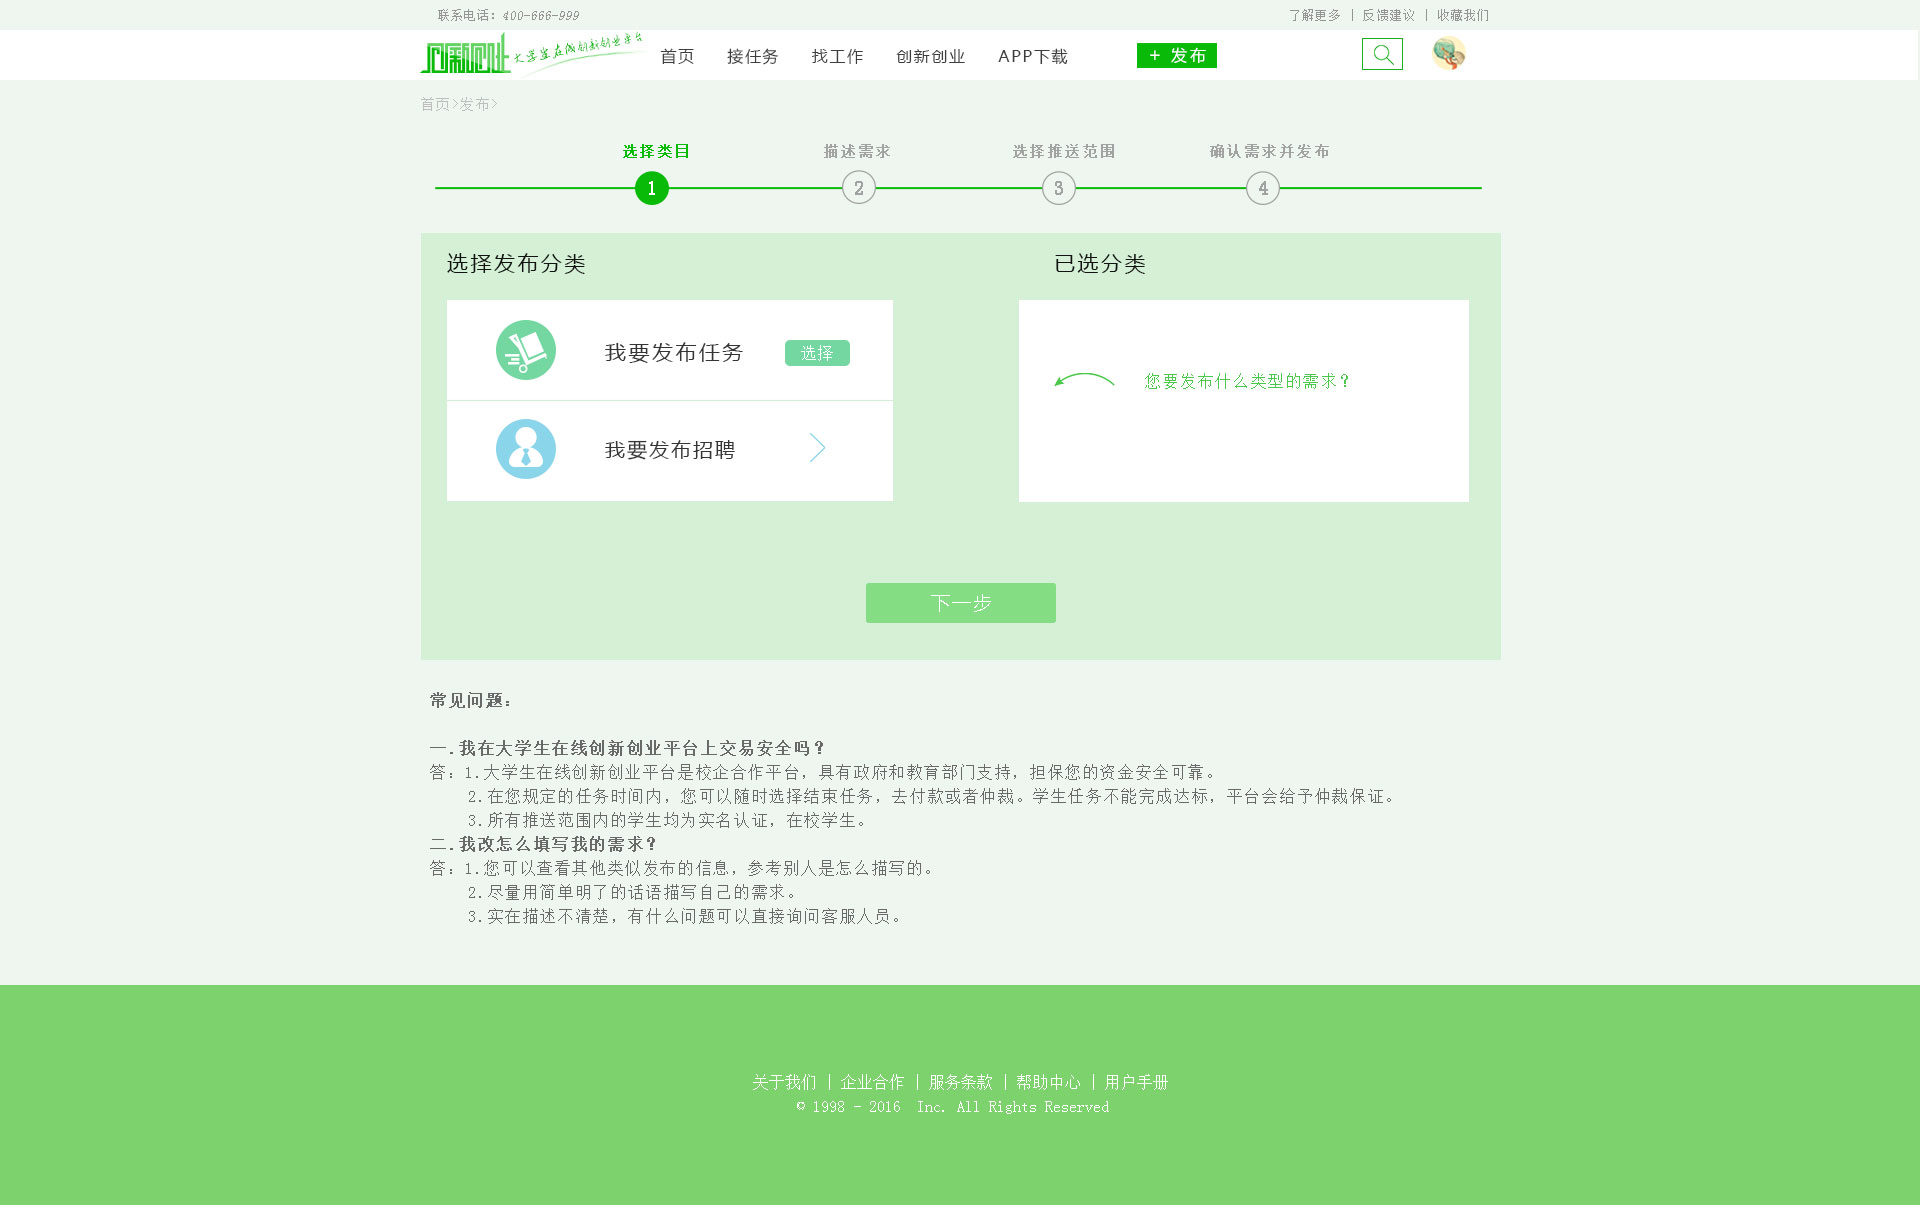 联系电话：400-666-999
了解更多 | 反馈建议 | 收藏我们
大学生在线创新创业平台
首页 接任务 找工作 创新创业 APP下载 + 发布
首页>发布>
选择类目 描述需求 选择推送范围 确认需求并发布
1 2 3 4
选择发布分类
已选分类
我要发布任务 选择
您要发布什么类型的需求？
我要发布招聘
下一步
常见问题：
一.我在大学生在线创新创业平台上交易安全吗？
答：1.大学生在线创新创业平台是校企合作平台，具有政府和教育部门支持，担保您的资金安全可靠。
2.在您规定的任务时间内，您可以随时选择结束任务，去付款或者仲裁。学生任务不能完成达标，平台会给予仲裁保证。
3.所有推送范围内的学生均为实名认证，在校学生。
二.我改怎么填写我的需求？
答：1.您可以查看其他类似发布的信息，参考别人是怎么描写的。
2.尽量用简单明了的话语描写自己的需求。
3.实在描述不清楚，有什么问题可以直接询问客服人员。
关于我们 | 企业合作 | 服务条款 | 帮助中心 | 用户手册
© 1998 - 2016 Inc. All Rights Reserved